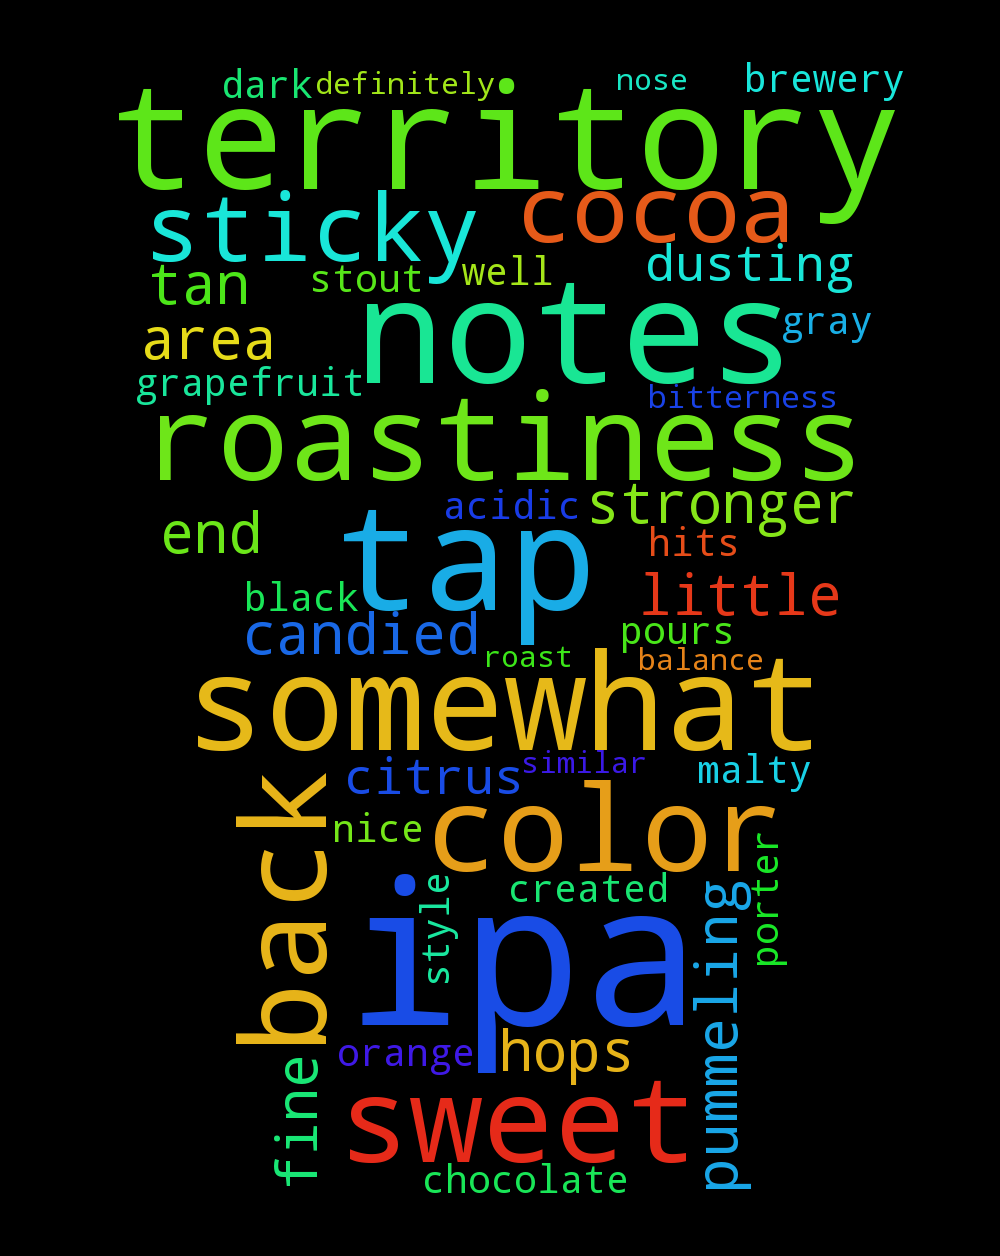 dark definitely nose brewery
territory
sticky cocoa
tan stout well dusting
notes gray
area
grapefruit bitterness
roastiness
acidic stronger
end tap hits
black little
candied pours
roast balance
somewhat
citrus similar malty
back nice color porter
style created
ipa pummeling
orange hops
fine sweet
chocolate